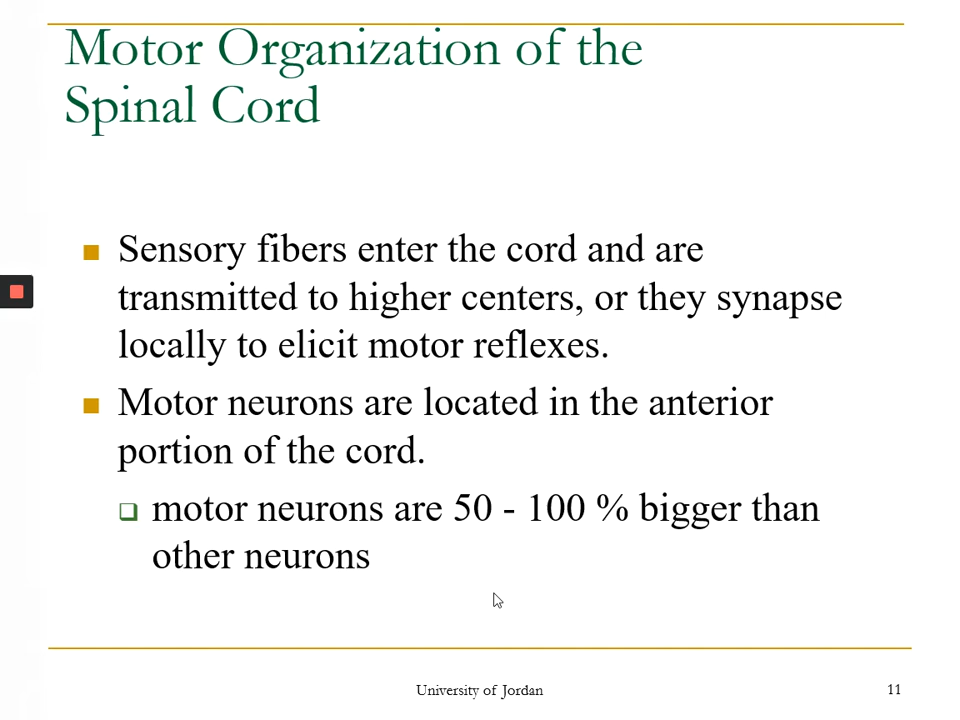 Motor Organization of the
Spinal Cord
Sensory fibers enter the cord and are
transmitted to higher centers, or they synapse
locally to elicit motor reflexes.
Motor neurons are located in the anterior
portion of the cord.
motor neurons are 50 - 100 % bigger than
other neurons
University of Jordan
11